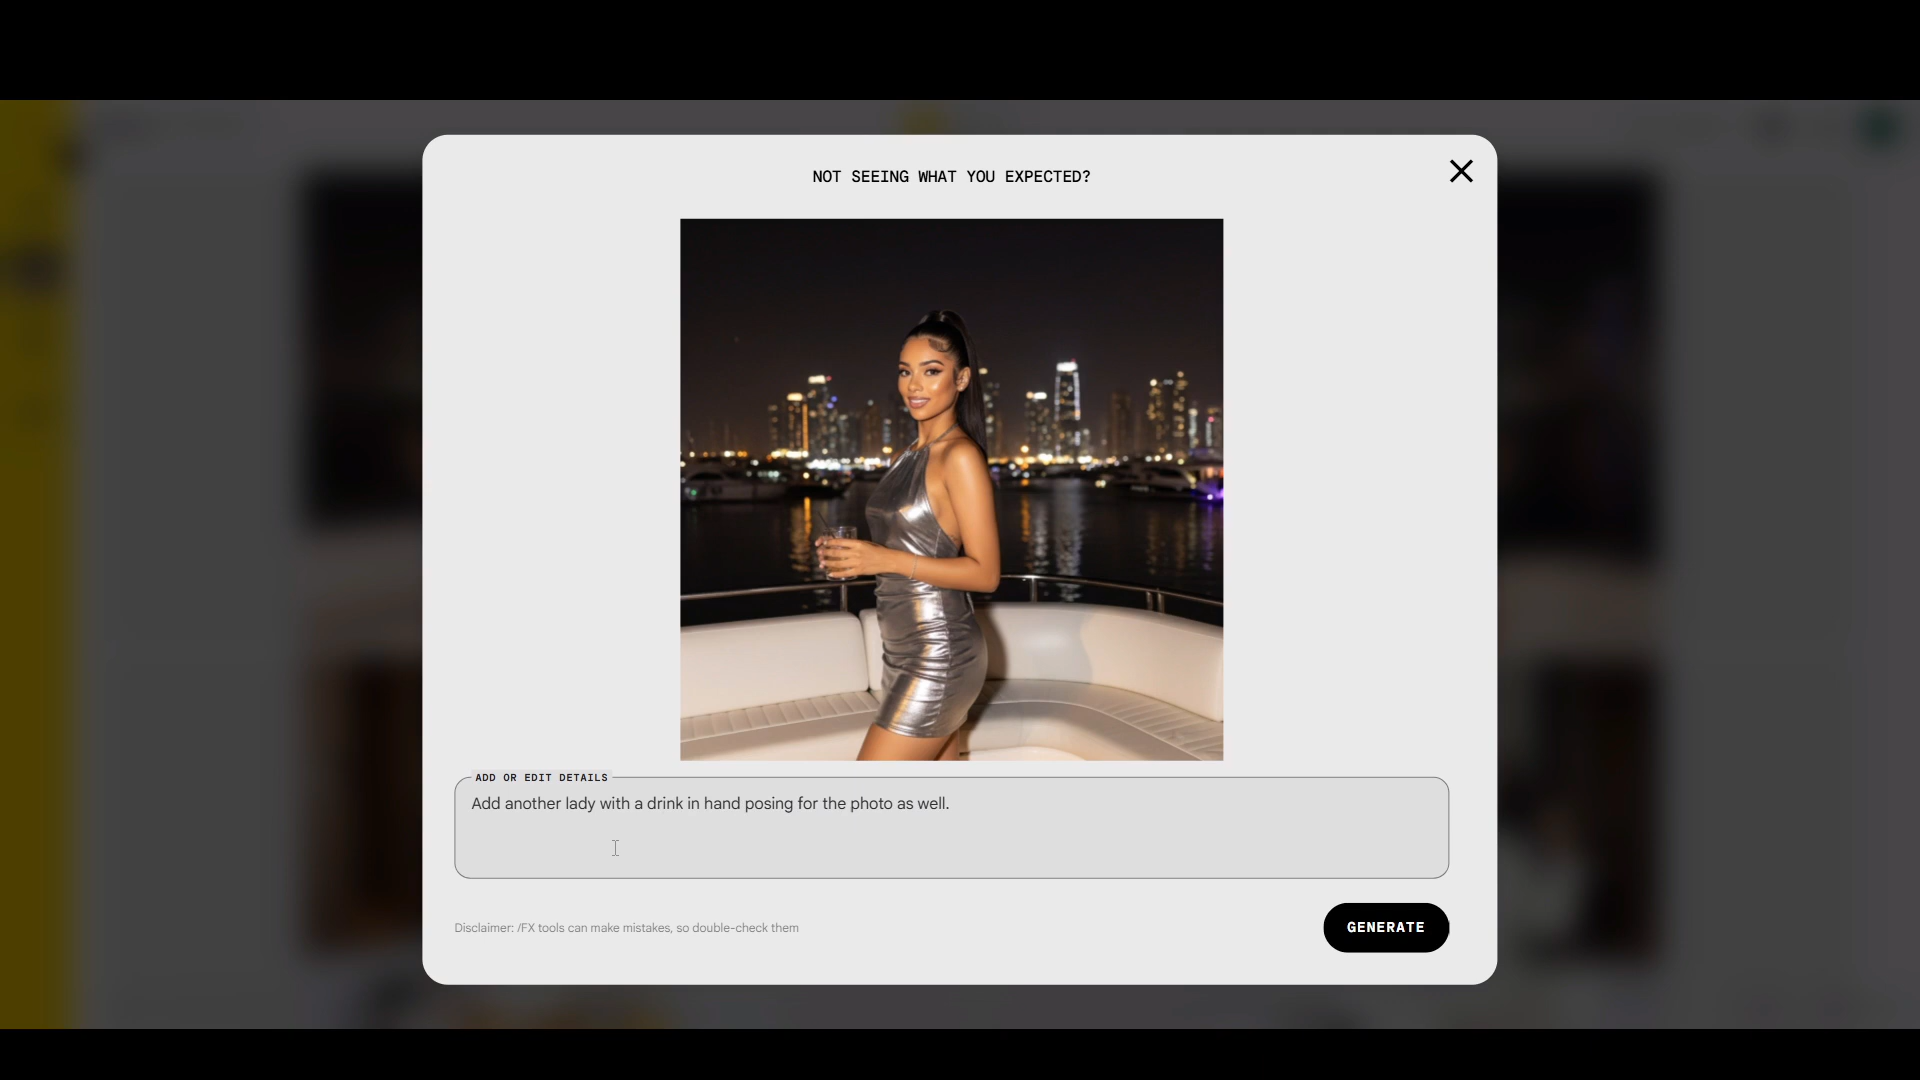 NOT SEEING WHAT YOU EXPECTED?
ADD OR EDIT DETAILS
Add another lady with a drink in hand posing for the photo as well.
Disclaimer: /FX tools can make mistakes, so double-check them
GENERATE